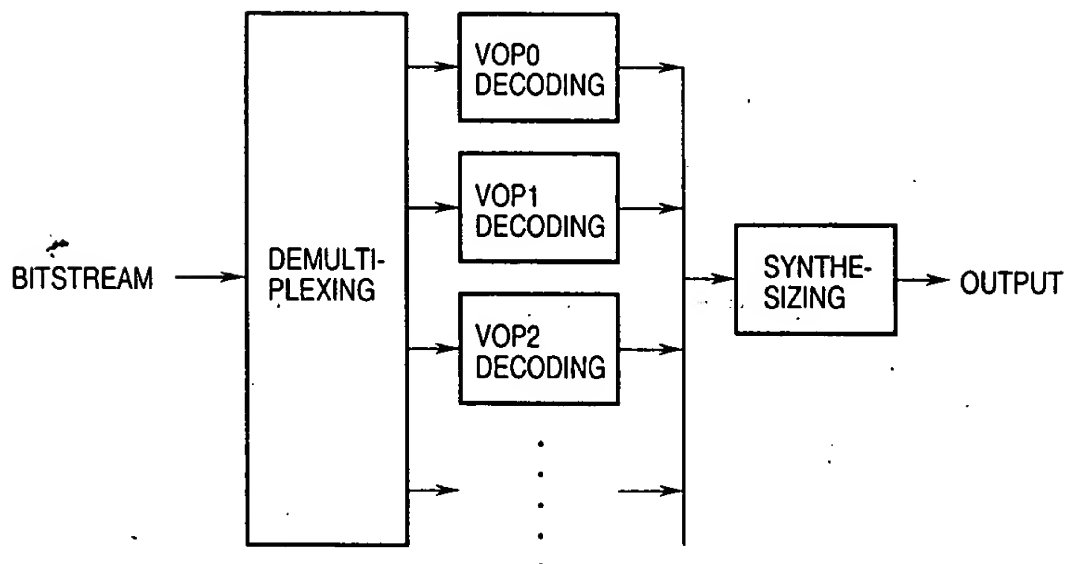 VOP0
DECODING
VOP1
DECODING
BITSTREAM
DEMULTI-
PLEXING
SYNTHE-
SIZING
OUTPUT
VOP2
DECODING